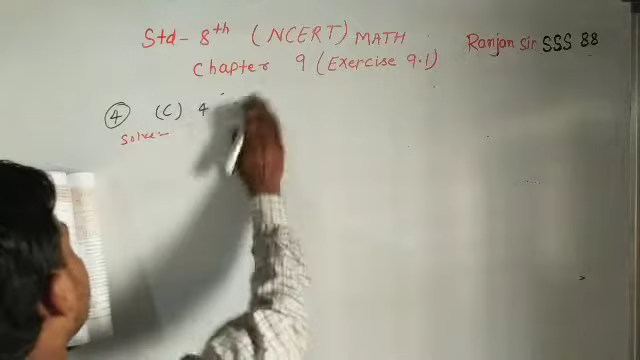 Std- 8th (NCERT) MATH
Ranjan sir SSS 88
Chapter 9 (Exercise 9.1)
4 (C) 4
Solve:-